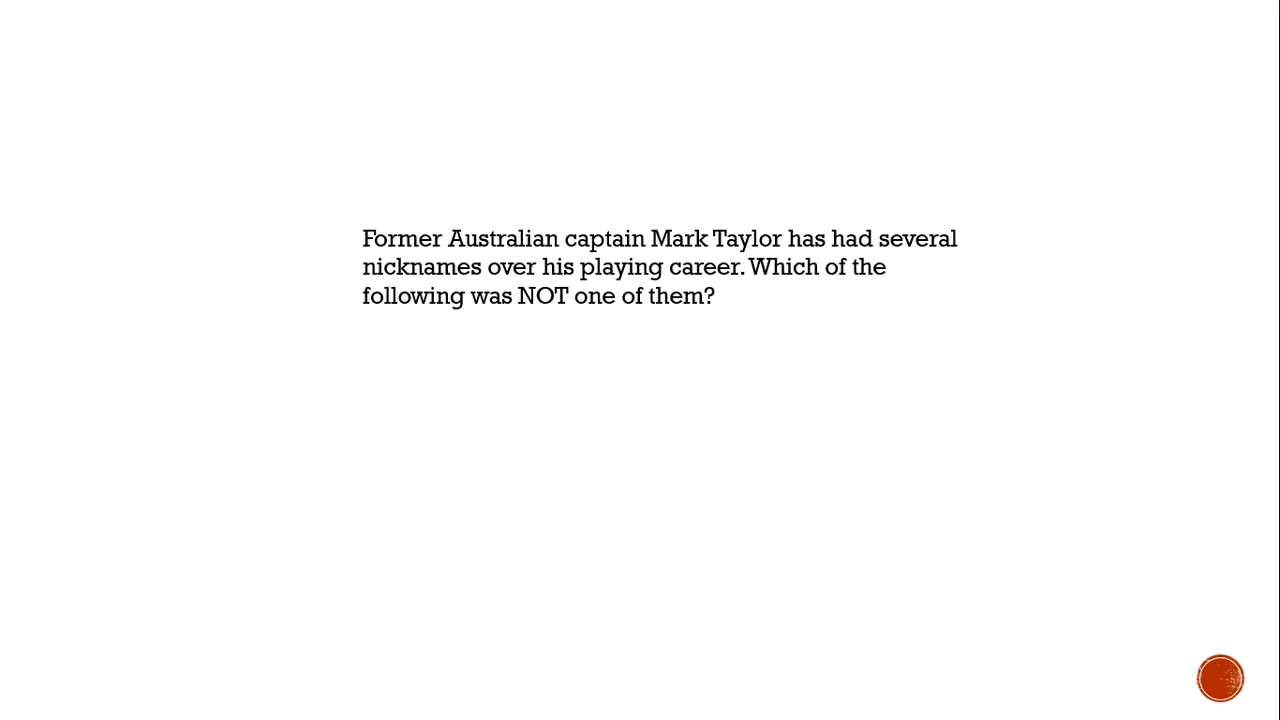 Former Australian captain Mark Taylor has had several
nicknames over his playing career. Which of the
following was NOT one of them?